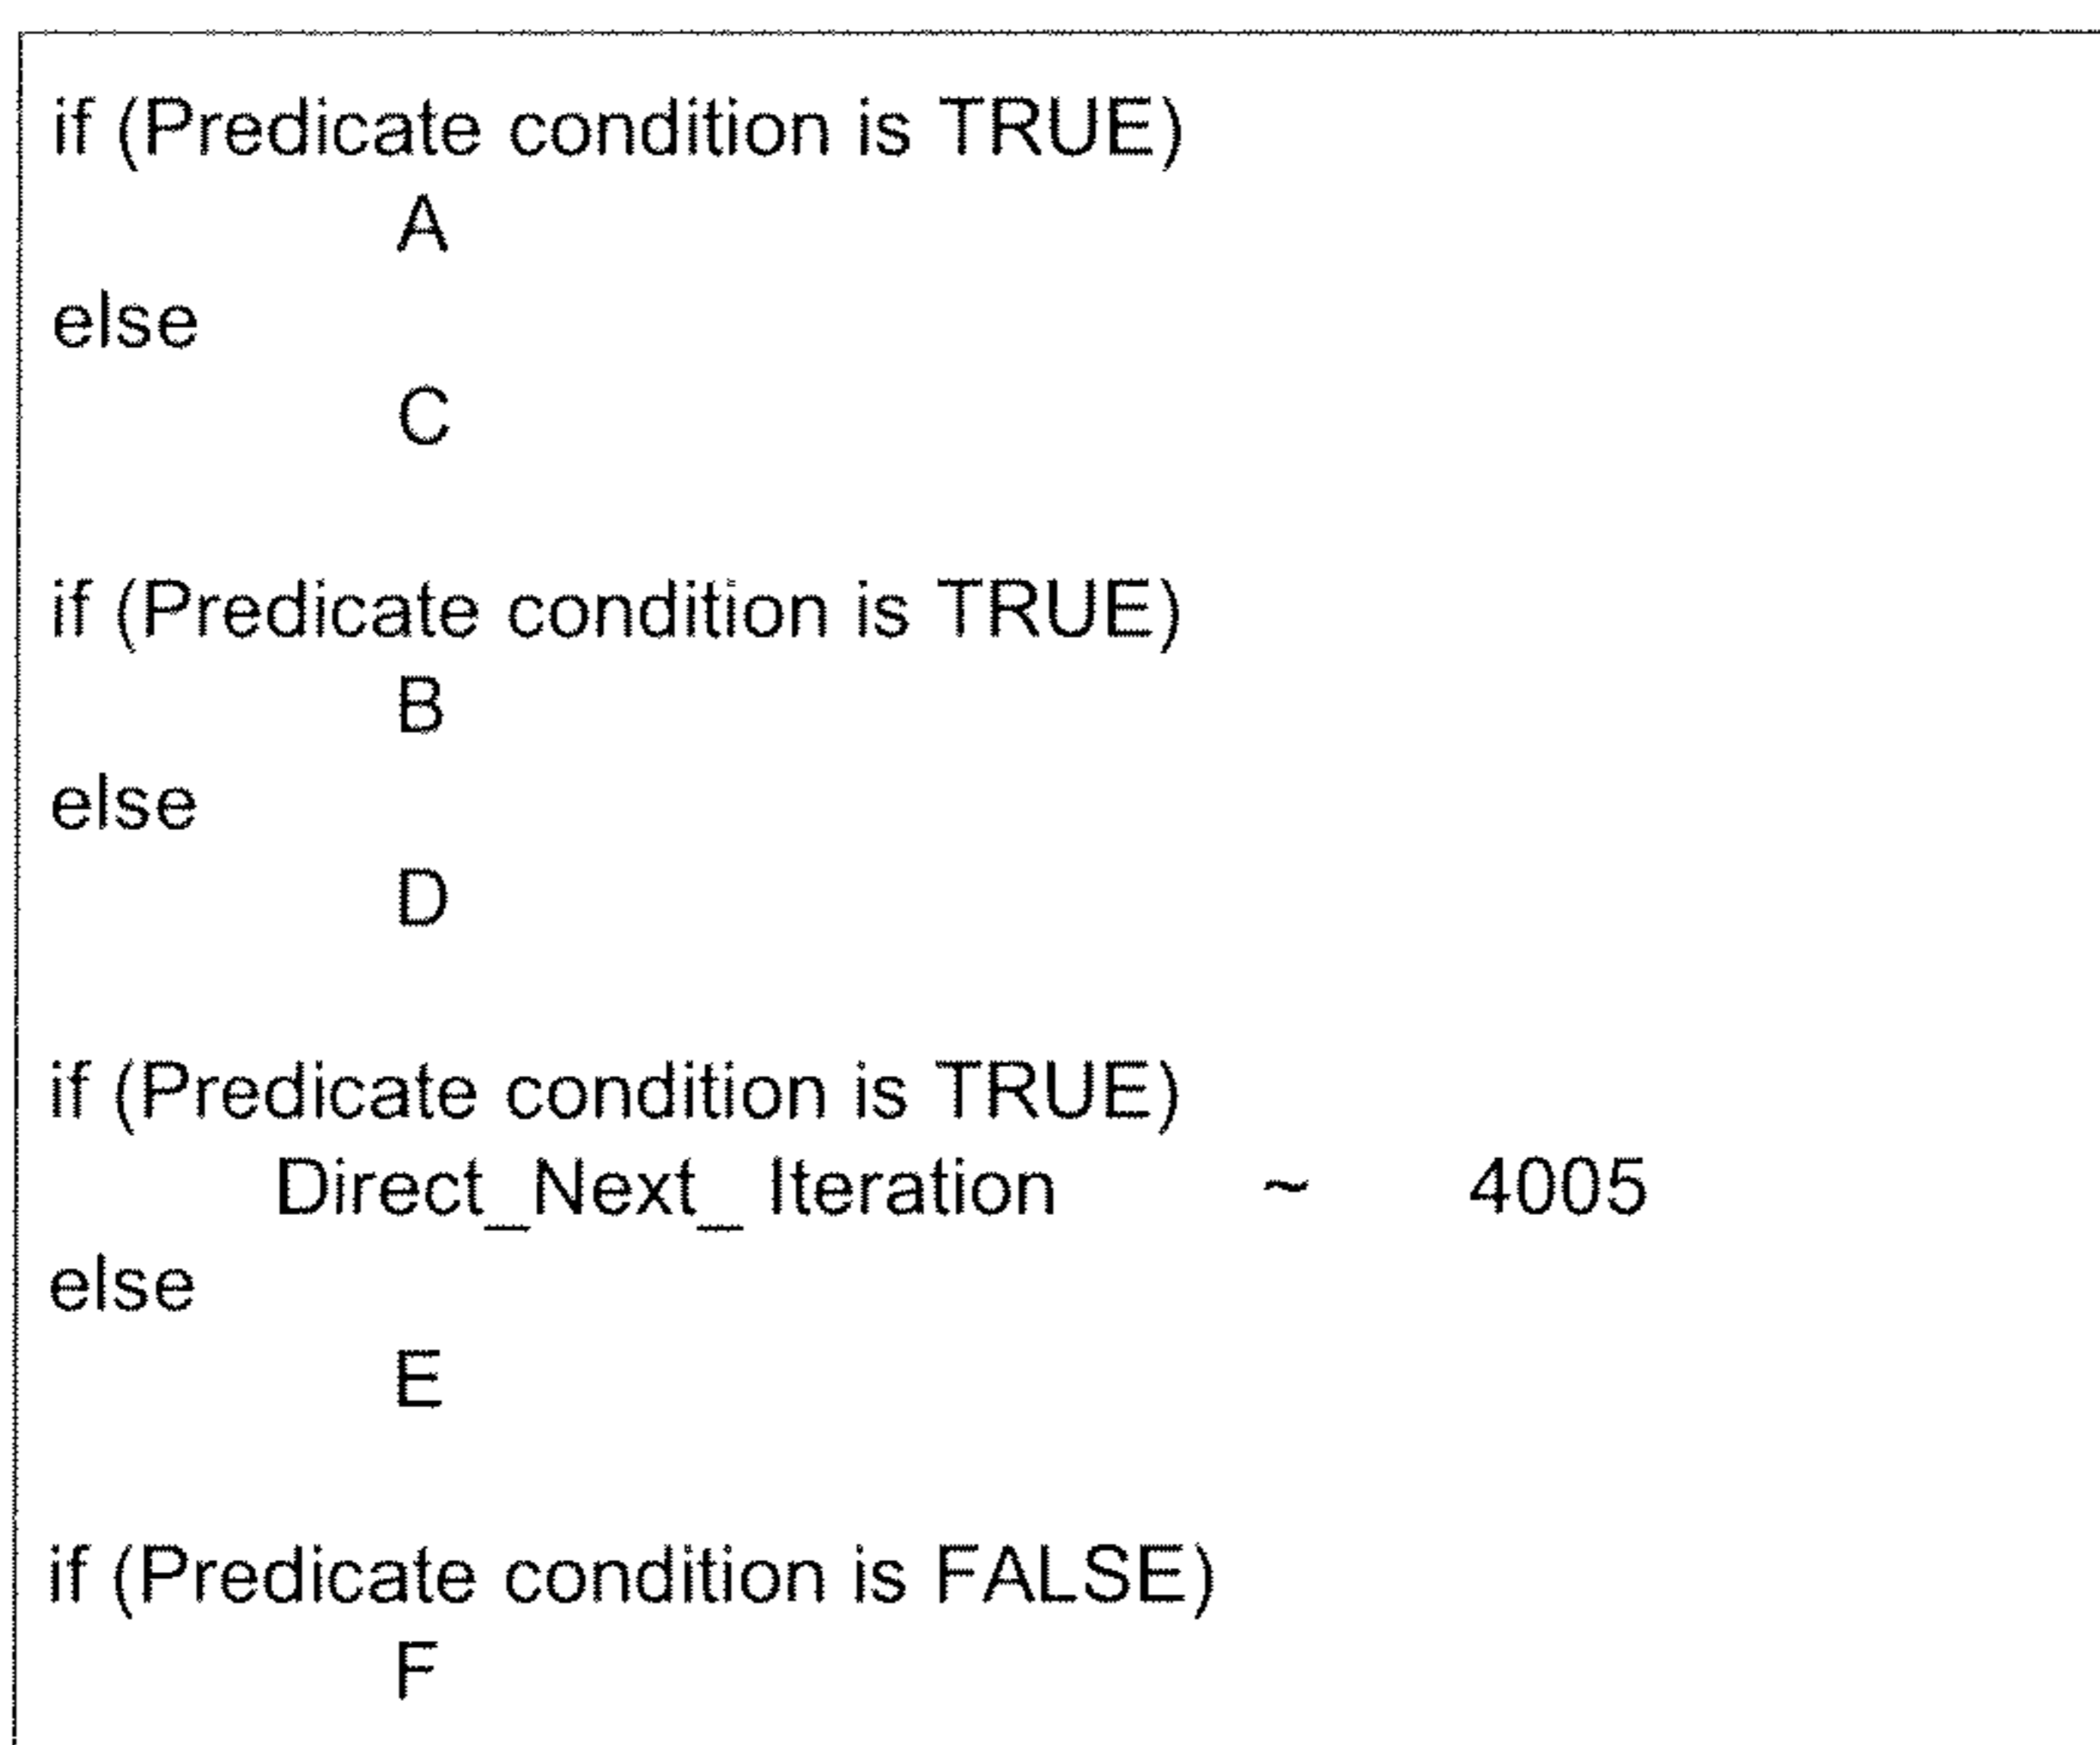 if (Predicate condition is TRUE)
A
else
C
if (Predicate condition is TRUE)
B
else
D
if (Predicate condition is TRUE)
Direct_Next_ Iteration ~ 4005
else
E
if (Predicate condition is FALSE)
F